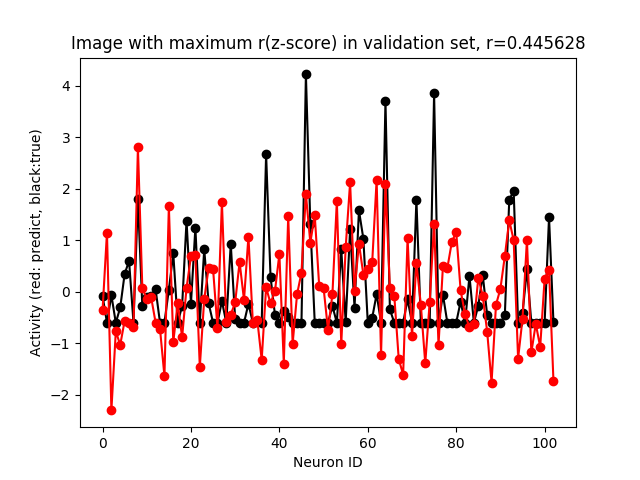 Image with maximum r(z-score) in validation set, r=0.445628
Activity (red: predict, black:true)
4
3
2
1
0
−1
−2
0 20 40 60 80 100
Neuron ID